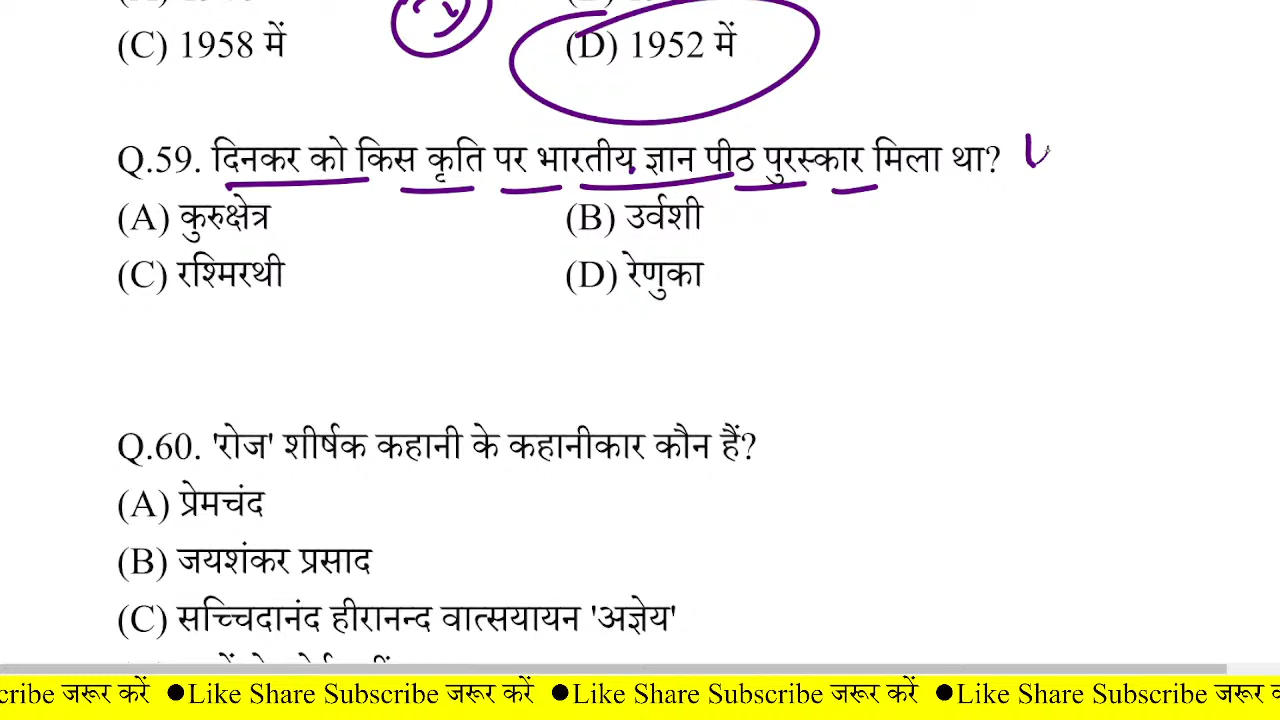 (C) 1958 में (D) 1952 में
Q.59. दिनकर को किस कृति पर भारतीय ज्ञान पीठ पुरस्कार मिला था?
(A) कुरुक्षेत्र (B) उर्वशी
(C) रश्मिरथी (D) रेणुका
Q.60. 'रोज' शीर्षक कहानी के कहानीकार कौन हैं?
(A) प्रेमचंद
(B) जयशंकर प्रसाद
(C) सच्चिदानंद हीरानन्द वात्सयायन 'अज्ञेय'
cribe जरूर करें ●Like Share Subscribe जरूर करें ●Like Share Subscribe जरूर करें ●Like Share Subscribe जरूर